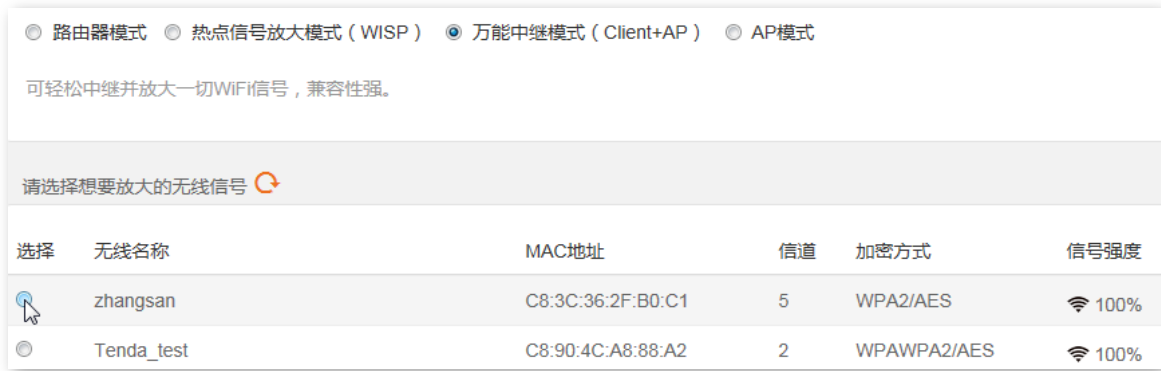 路由器模式 热点信号放大模式（WISP） 万能中继模式（Client+AP） AP模式
可轻松中继并放大一切WiFi信号，兼容性强。
请选择想要放大的无线信号
选择 无线名称 MAC地址 信道 加密方式 信号强度
zhangsan C8:3C:36:2F:B0:C1 5 WPA2/AES 100%
Tenda_test C8:90:4C:A8:88:A2 2 WPAWPA2/AES 100%